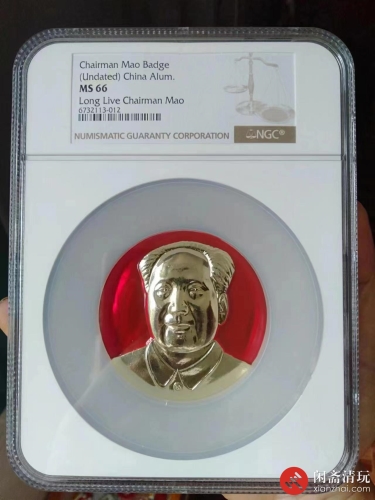 Chairman Mao Badge
(Undated) China Alum.
MS 66
Long Live Chairman Mao
6732113-012
NUMISMATIC GUARANTY CORPORATION
NGC®
闲斋清玩
xianzhai.com